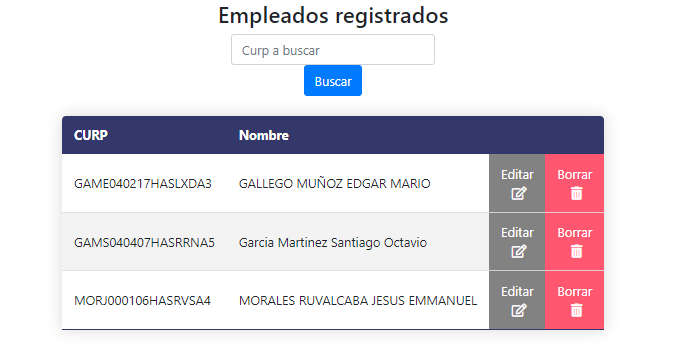 Empleados registrados
Curp a buscar
Buscar
CURP Nombre
GAME040217HASLXDA3 GALLEGO MUÑOZ EDGAR MARIO Editar Borrar
GAMS040407HASRRNA5 Garcia Martinez Santiago Octavio Editar Borrar
MORJ000106HASRVSA4 MORALES RUVALCABA JESUS EMMANUEL Editar Borrar